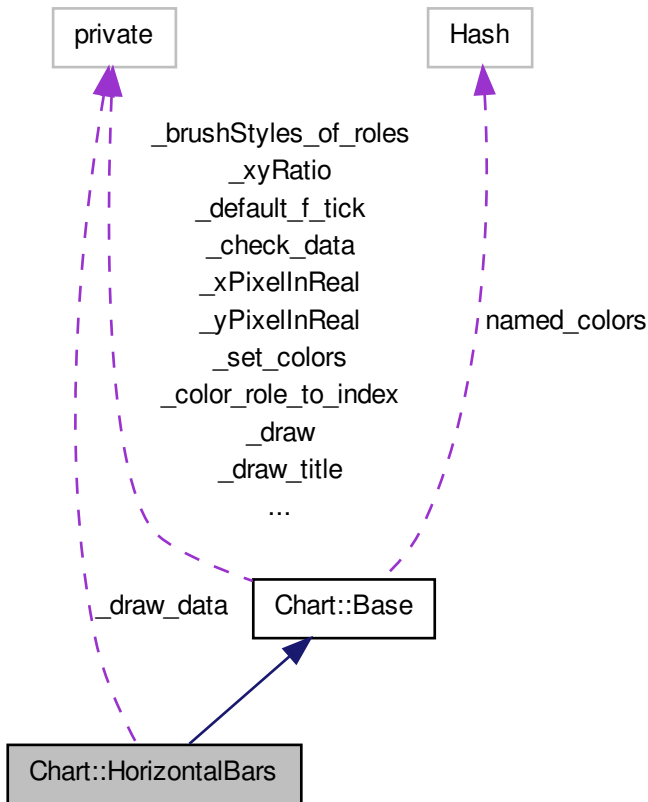 private
Hash
_brushStyles_of_roles
_xyRatio
_default_f_tick
_check_data
_xPixelInReal
_yPixelInReal
named_colors
_set_colors
_color_role_to_index
_draw
_draw_title
...
Chart::Base
_draw_data
Chart::HorizontalBars